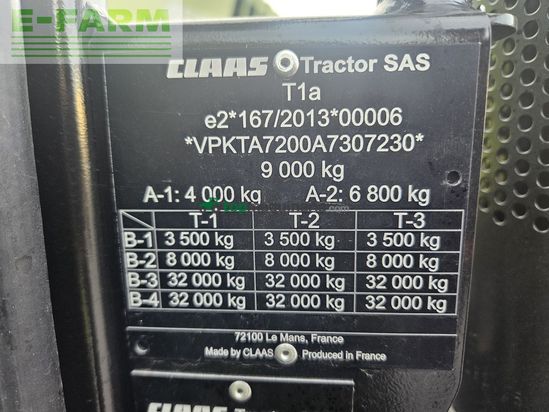 E-FARM
CLAAS Tractor SAS
T1a
e2*167/2013*00006
*VPKTA7200A7307230*
9 000 kg
A-1: 4 000 kg A-2: 6 800 kg
T-1 T-2 T-3
B-1 3 500 kg 3 500 kg 3 500 kg
B-2 8 000 kg 8 000 kg 8 000 kg
B-3 32 000 kg 32 000 kg 32 000 kg
B-4 32 000 kg 32 000 kg 32 000 kg
72100 Le Mans, France
Made by CLAAS Produced in France
CLAAS